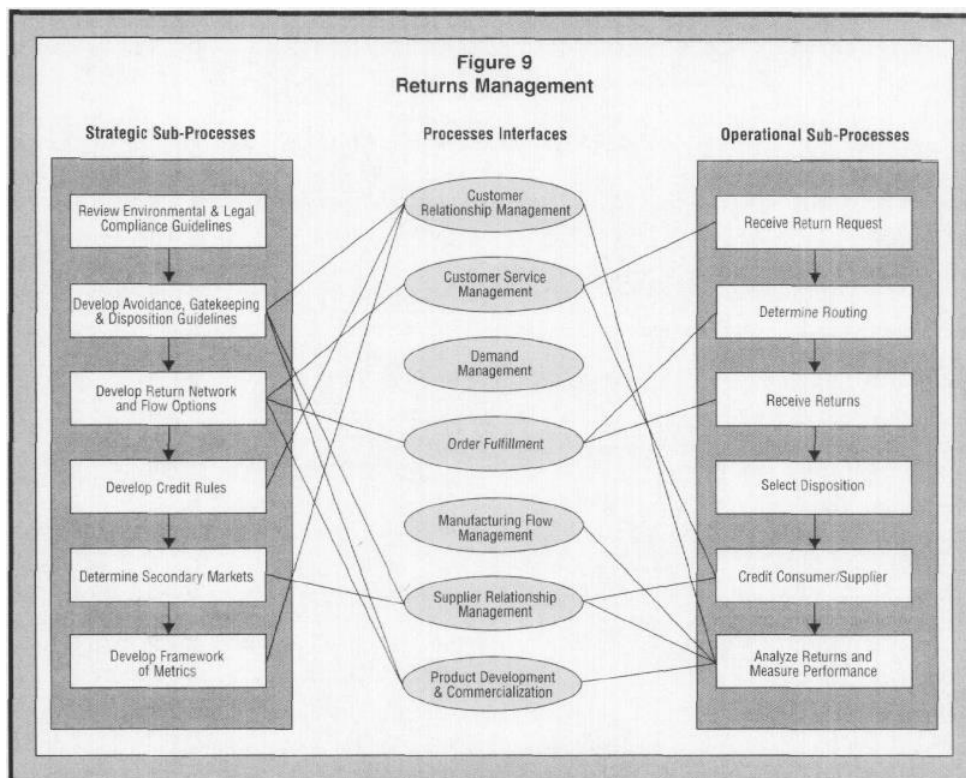 Figure 9
Returns Management
Strategic Sub-Processes
Review Environmental & Legal
Compliance Guidelines
Develop Avoidance, Gatekeeping
& Disposition Guidelines
Develop Return Network
and Flow Options
Develop Credit Rules
Determine Secondary Markets
Develop Framework
of Metrics
Processes Interfaces
Customer
Relationship Management
Customer Service
Management
Demand
Management
Order Fulfillment
Manufacturing Flow
Management
Supplier Relationship
Management
Product Development
& Commercialization
Operational Sub-Processes
Receive Return Request
Determine Routing
Receive Returns
Select Disposition
Credit Consumer/Supplier
Analyze Returns and
Measure Performance